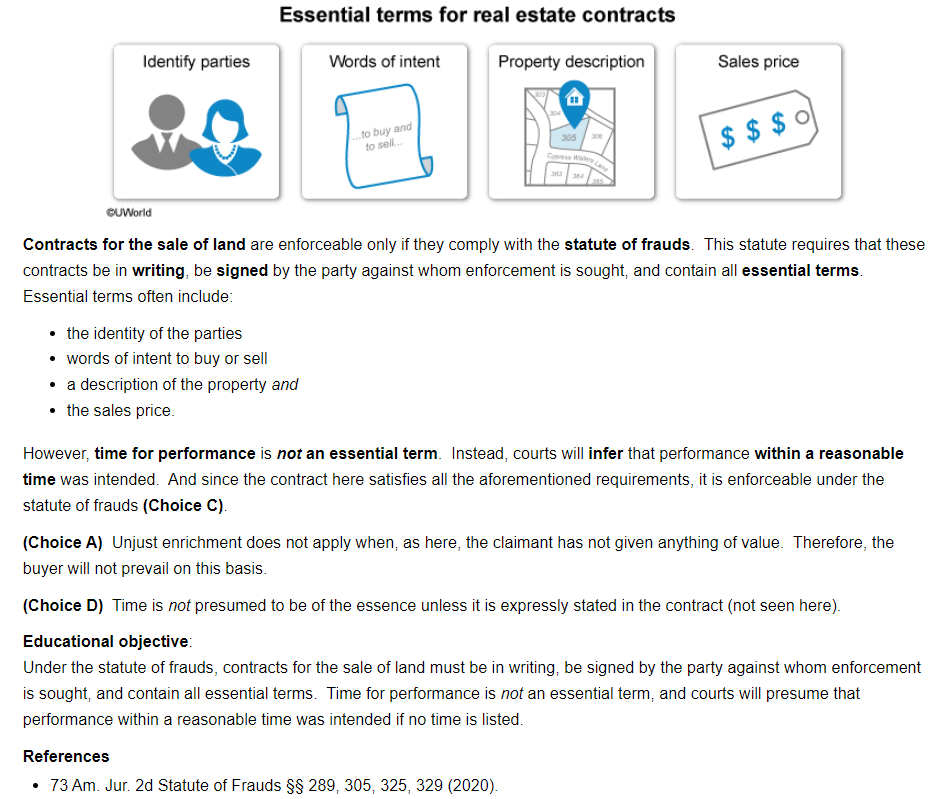 Essential terms for real estate contracts
Identify parties
Words of intent
Property description
Sales price
...to buy and
to sell...
303
304
305
306
Cypress Waters Lane
363
364
365
$ $ $
©UWorld
Contracts for the sale of land are enforceable only if they comply with the statute of frauds. This statute requires that these
contracts be in writing, be signed by the party against whom enforcement is sought, and contain all essential terms.
Essential terms often include:
• the identity of the parties
• words of intent to buy or sell
• a description of the property and
• the sales price.
However, time for performance is not an essential term. Instead, courts will infer that performance within a reasonable
time was intended. And since the contract here satisfies all the aforementioned requirements, it is enforceable under the
statute of frauds (Choice C).
(Choice A) Unjust enrichment does not apply when, as here, the claimant has not given anything of value. Therefore, the
buyer will not prevail on this basis.
(Choice D) Time is not presumed to be of the essence unless it is expressly stated in the contract (not seen here).
Educational objective:
Under the statute of frauds, contracts for the sale of land must be in writing, be signed by the party against whom enforcement
is sought, and contain all essential terms. Time for performance is not an essential term, and courts will presume that
performance within a reasonable time was intended if no time is listed.
References
• 73 Am. Jur. 2d Statute of Frauds §§ 289, 305, 325, 329 (2020).